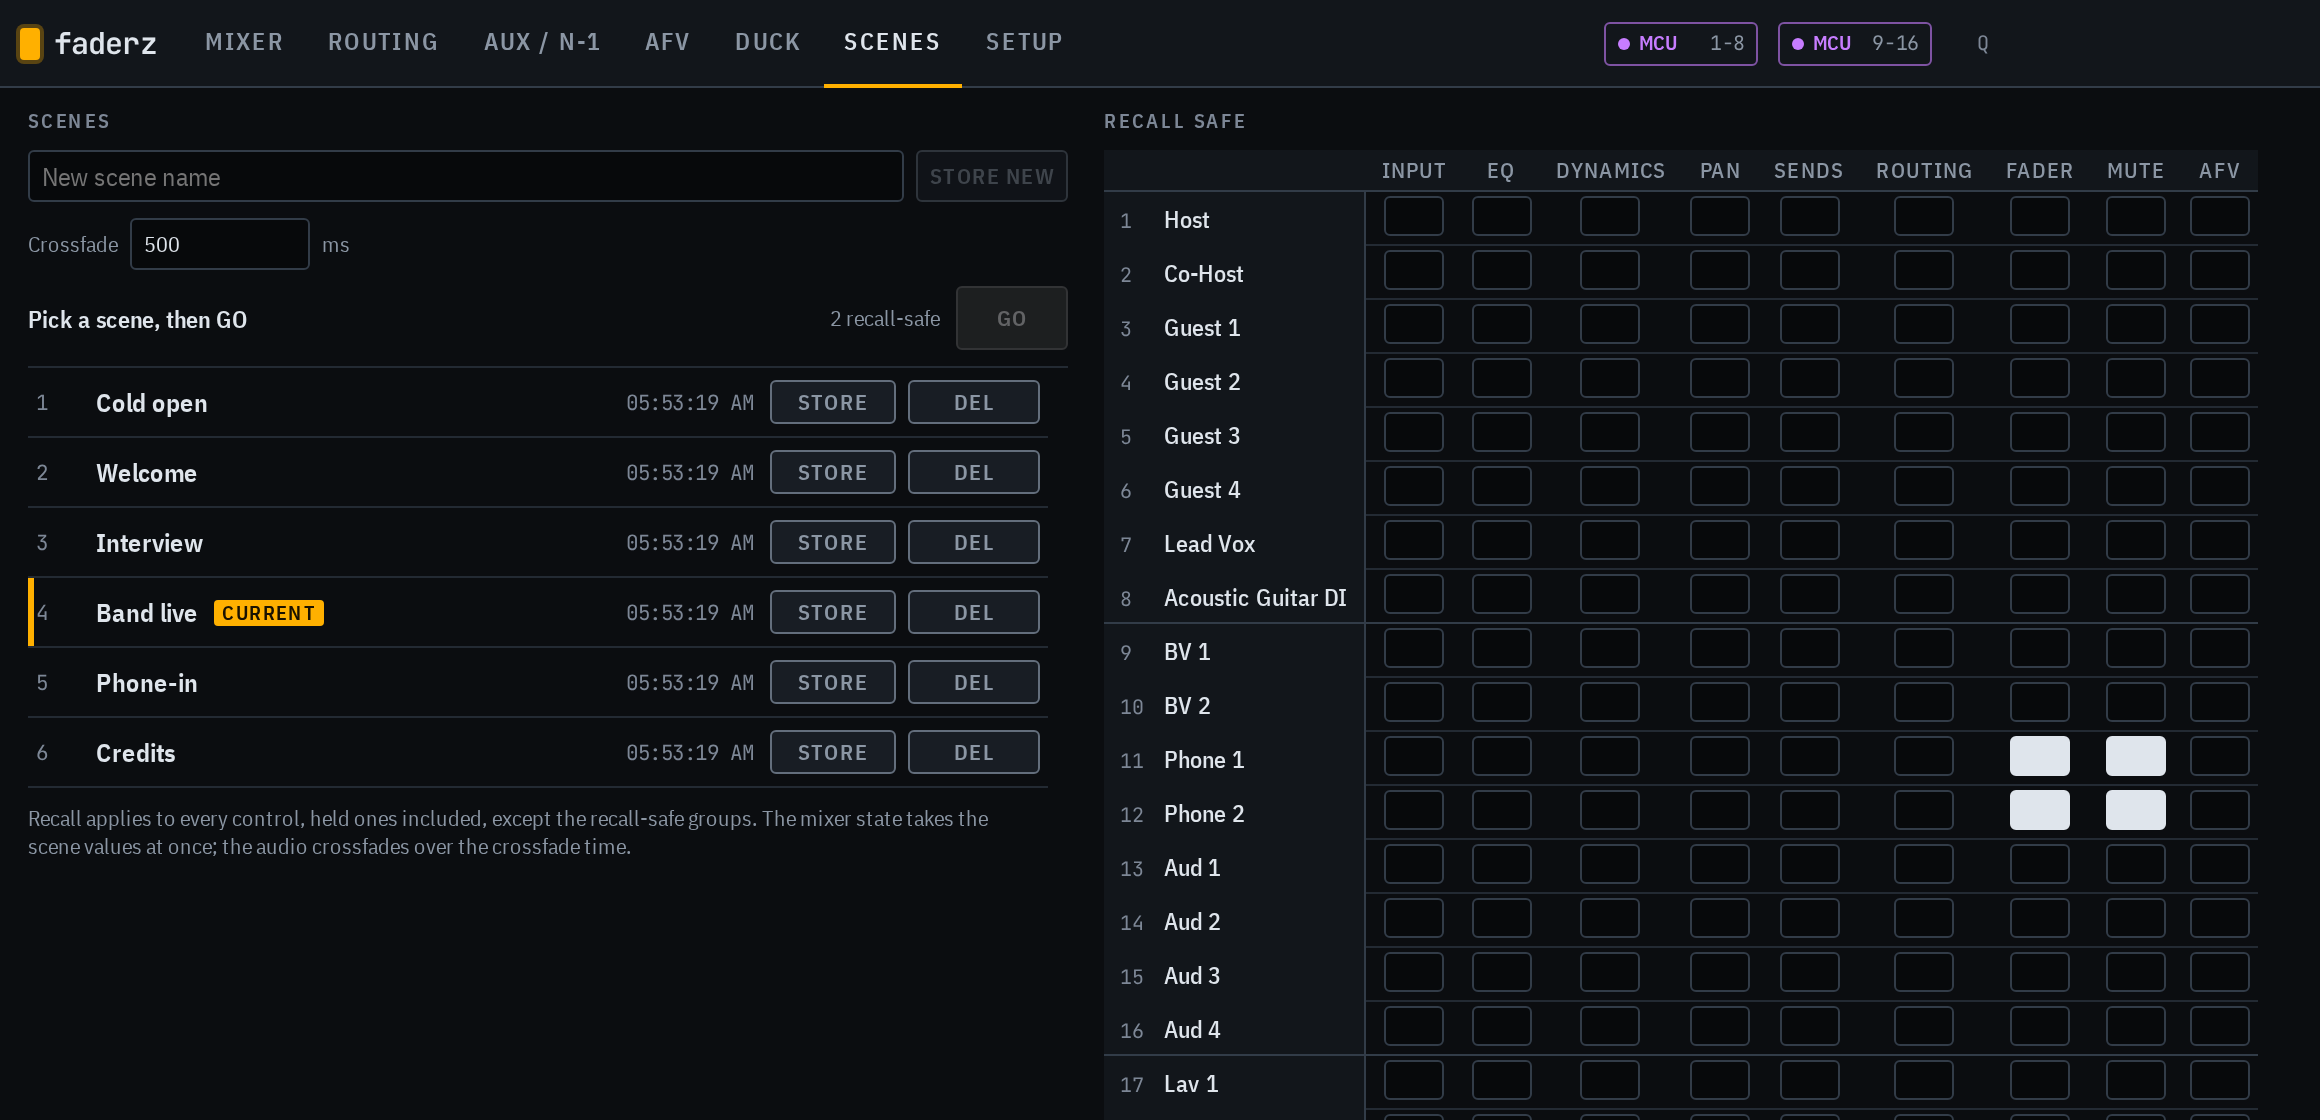 faderz MIXER ROUTING AUX / N-1 AFV DUCK SCENES SETUP MCU 1-8 MCU 9-16 Q
SCENES
New scene name STORE NEW
Crossfade 500 ms
Pick a scene, then GO 2 recall-safe GO
1 Cold open 05:53:19 AM STORE DEL
2 Welcome 05:53:19 AM STORE DEL
3 Interview 05:53:19 AM STORE DEL
4 Band live CURRENT 05:53:19 AM STORE DEL
5 Phone-in 05:53:19 AM STORE DEL
6 Credits 05:53:19 AM STORE DEL
Recall applies to every control, held ones included, except the recall-safe groups. The mixer state takes the
scene values at once; the audio crossfades over the crossfade time.
RECALL SAFE
INPUT EQ DYNAMICS PAN SENDS ROUTING FADER MUTE AFV
1 Host
2 Co-Host
3 Guest 1
4 Guest 2
5 Guest 3
6 Guest 4
7 Lead Vox
8 Acoustic Guitar DI
9 BV 1
10 BV 2
11 Phone 1
12 Phone 2
13 Aud 1
14 Aud 2
15 Aud 3
16 Aud 4
17 Lav 1